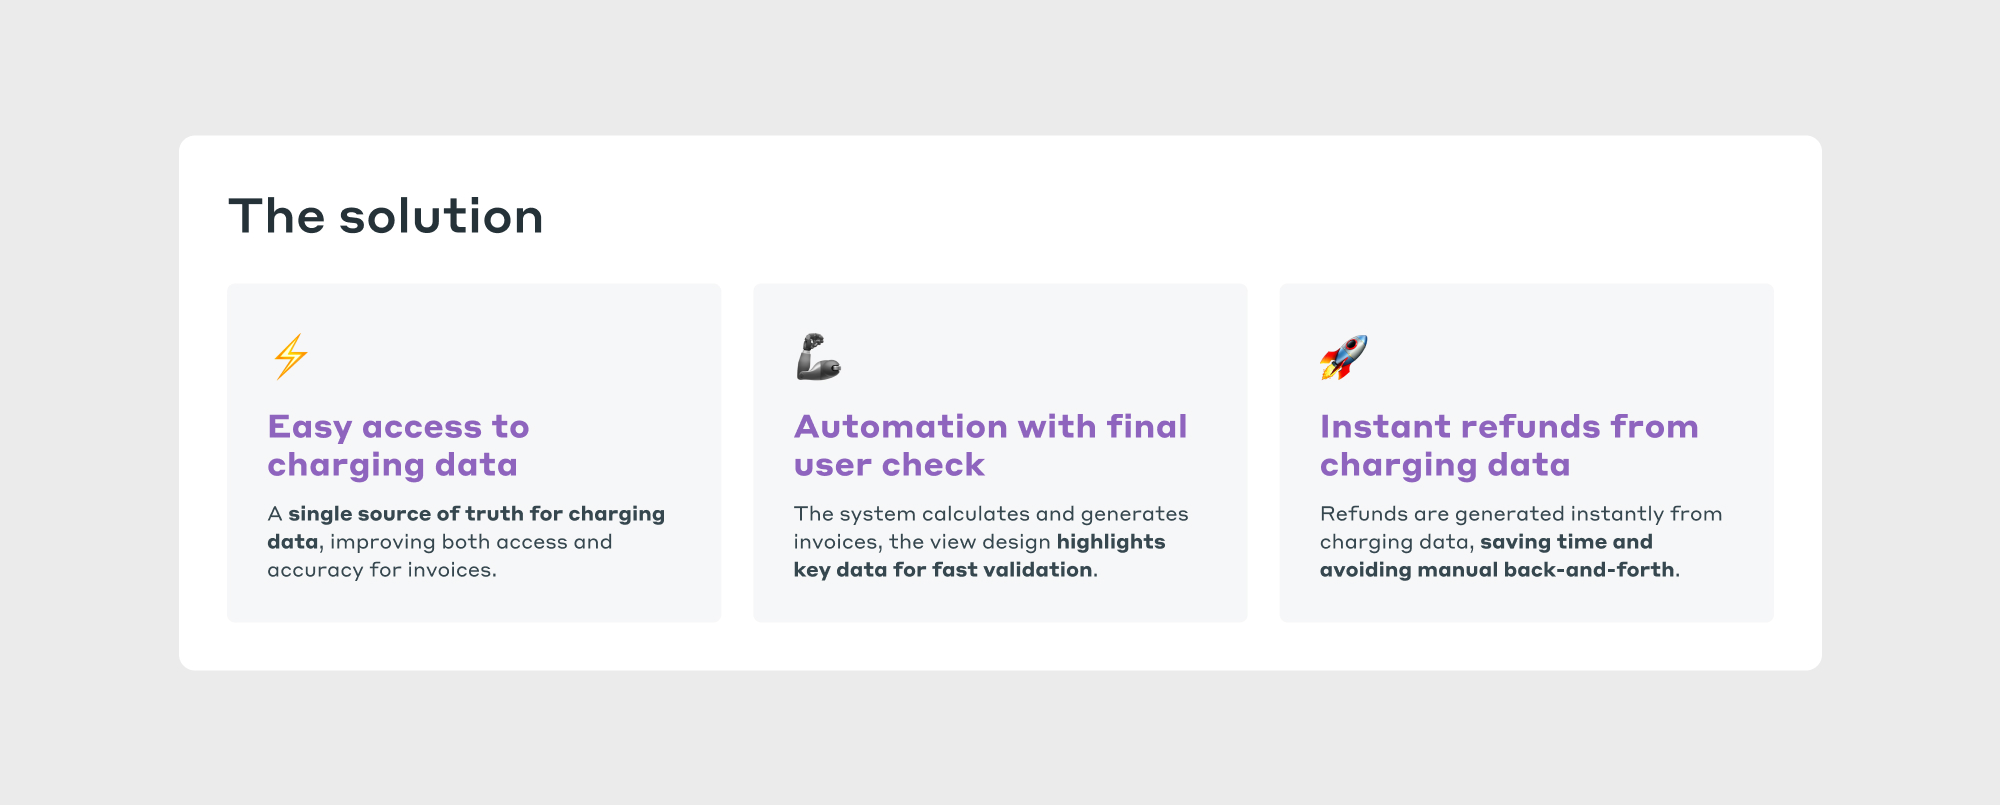 The solution
Easy access to
charging data
A single source of truth for charging
data, improving both access and
accuracy for invoices.
Automation with final
user check
The system calculates and generates
invoices, the view design highlights
key data for fast validation.
Instant refunds from
charging data
Refunds are generated instantly from
charging data, saving time and
avoiding manual back-and-forth.